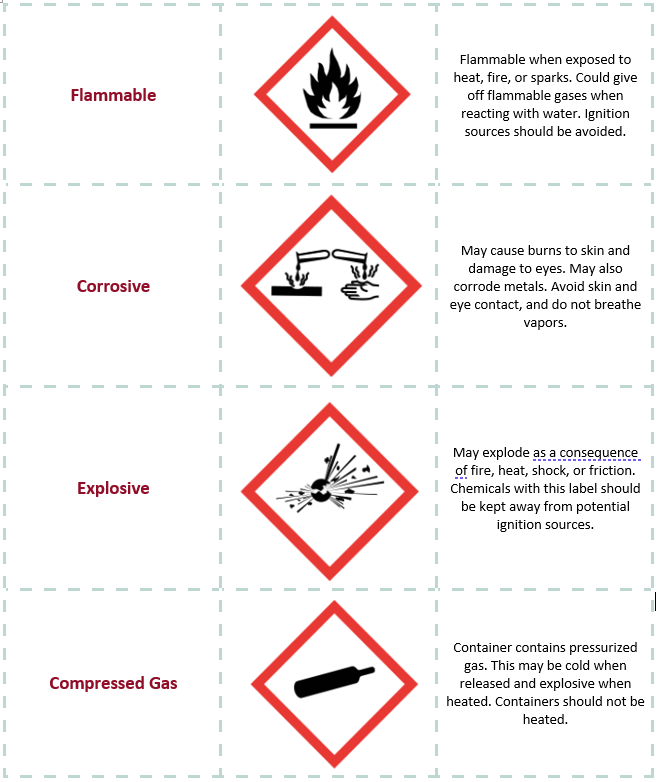 Flammable
Flammable when exposed to
heat, fire, or sparks. Could give
off flammable gases when
reacting with water. Ignition
sources should be avoided.
Corrosive
May cause burns to skin and
damage to eyes. May also
corrode metals. Avoid skin and
eye contact, and do not breathe
vapors.
Explosive
May explode as a consequence
of fire, heat, shock, or friction.
Chemicals with this label should
be kept away from potential
ignition sources.
Compressed Gas
Container contains pressurized
gas. This may be cold when
released and explosive when
heated. Containers should not be
heated.